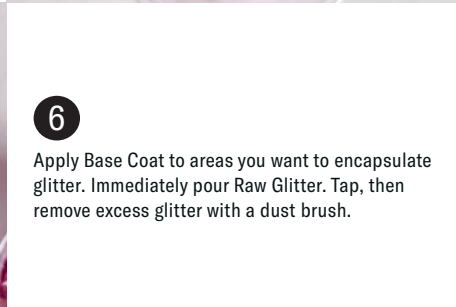 6
Apply Base Coat to areas you want to encapsulate
glitter. Immediately pour Raw Glitter. Tap, then
remove excess glitter with a dust brush.